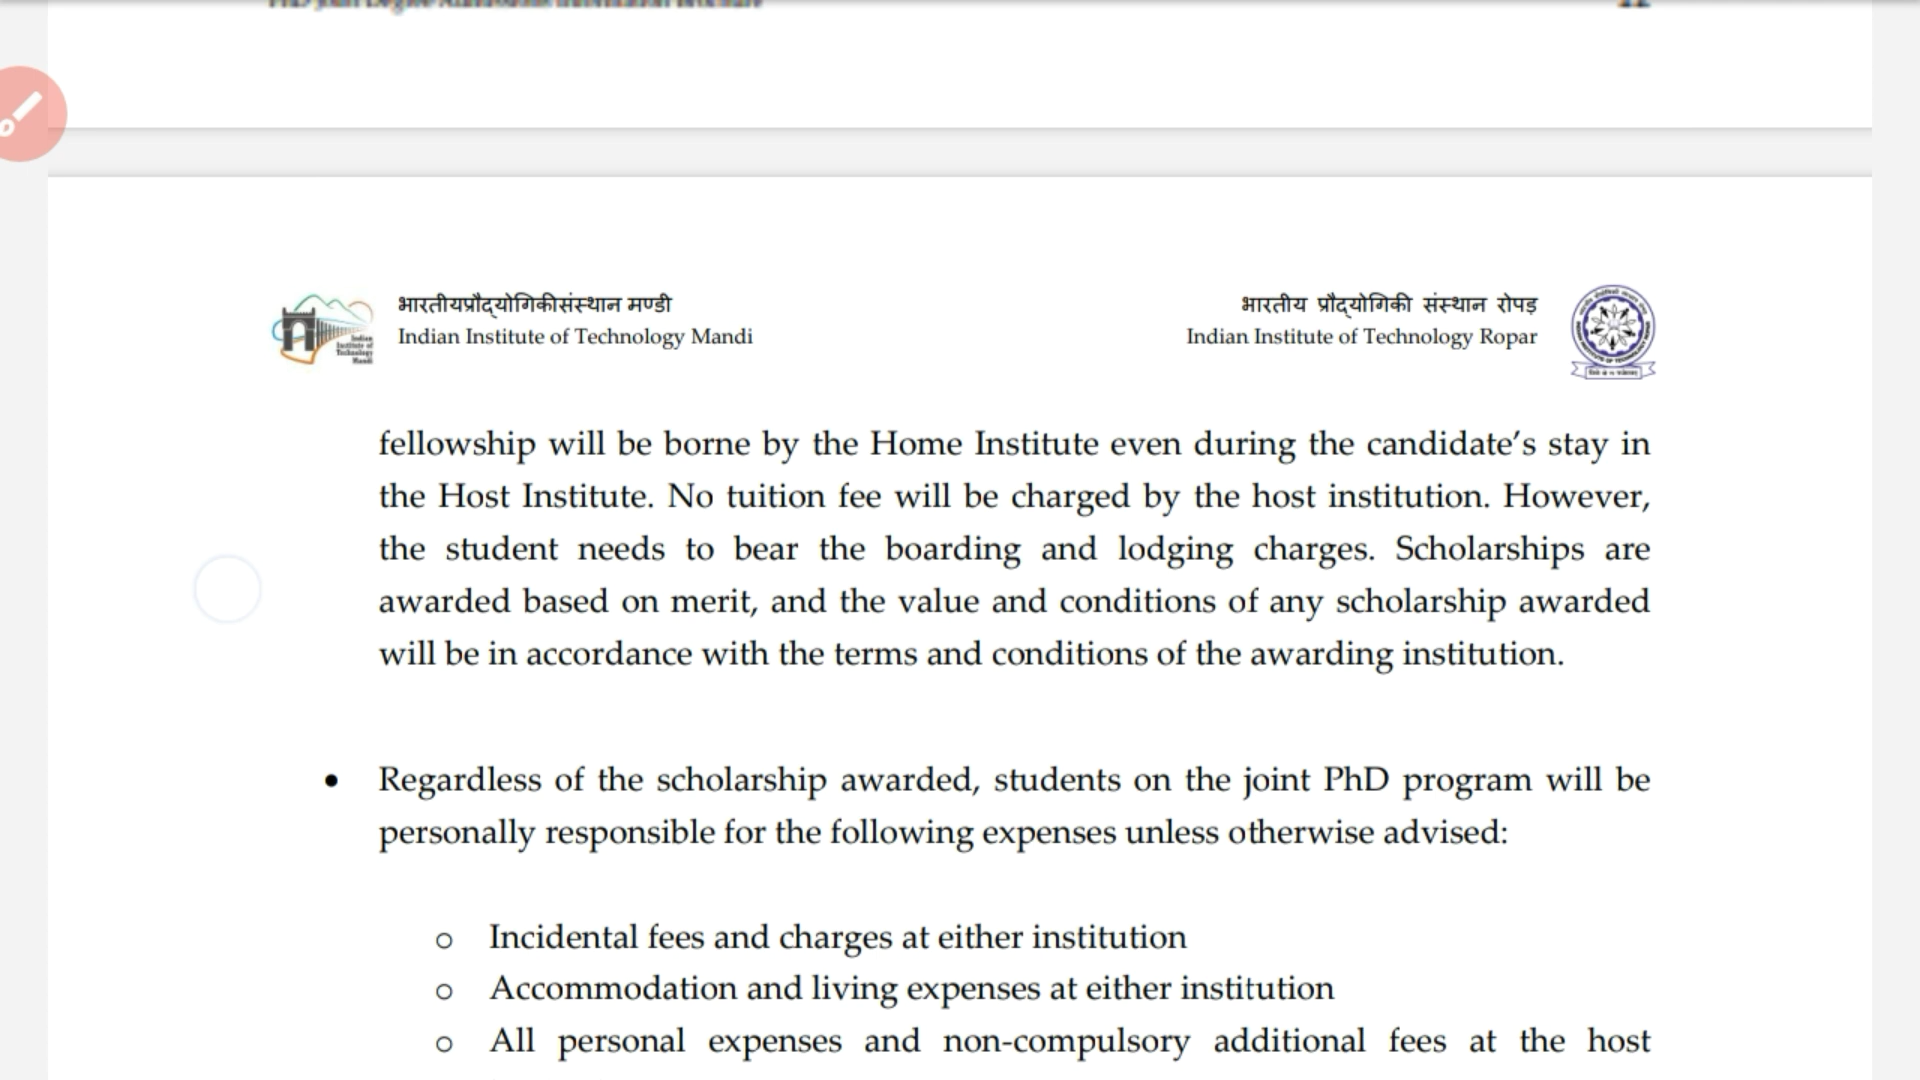 भारतीयप्रौद्योगिकीसंस्थान मण्डी
Indian Institute of Technology Mandi
भारतीय प्रौद्योगिकी संस्थान रोपड़
Indian Institute of Technology Ropar
Indian
Institute of
Technology
Mandi
fellowship will be borne by the Home Institute even during the candidate’s stay in
the Host Institute. No tuition fee will be charged by the host institution. However,
the student needs to bear the boarding and lodging charges. Scholarships are
awarded based on merit, and the value and conditions of any scholarship awarded
will be in accordance with the terms and conditions of the awarding institution.
• Regardless of the scholarship awarded, students on the joint PhD program will be
personally responsible for the following expenses unless otherwise advised:
o Incidental fees and charges at either institution
o Accommodation and living expenses at either institution
o All personal expenses and non-compulsory additional fees at the host